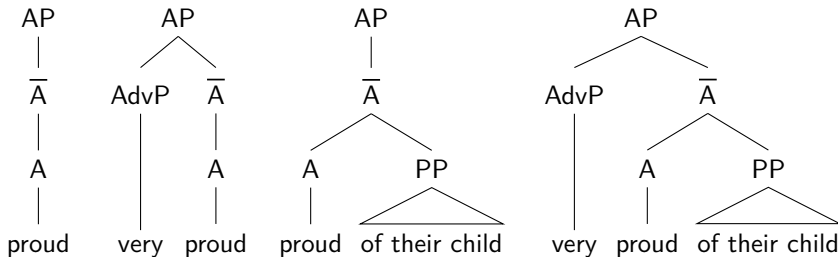 AP AP AP AP
A̅ AdvP A̅ A̅ AdvP A̅
A A A PP A PP
proud very proud proud of their child very proud of their child